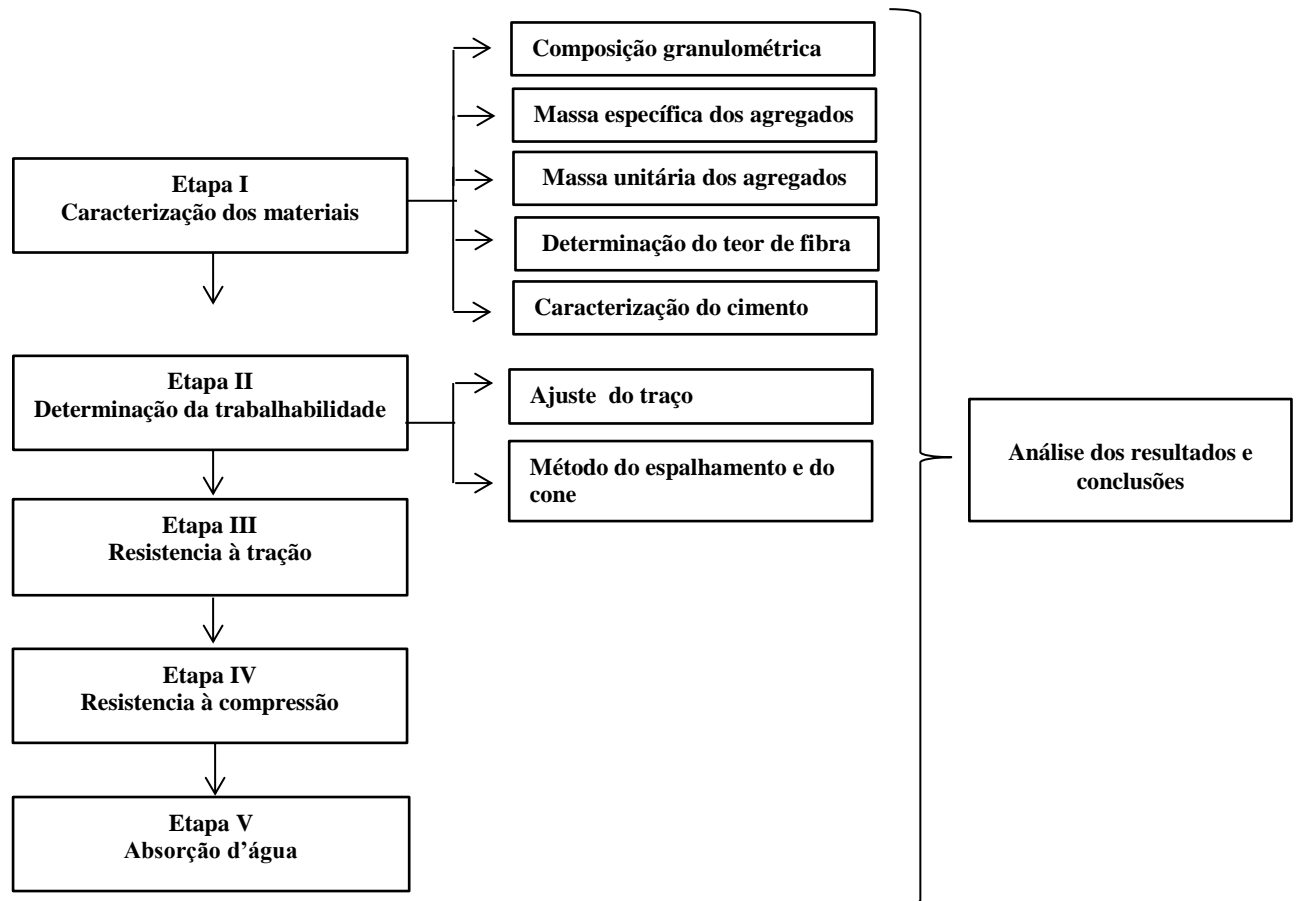 Composição granulométrica
Massa específica dos agregados
Massa unitária dos agregados
Determinação do teor de fibra
Caracterização do cimento
Etapa I
Caracterização dos materiais
Etapa II
Determinação da trabalhabilidade
Ajuste do traço
Método do espalhamento e do
cone
Etapa III
Resistencia à tração
Etapa IV
Resistencia à compressão
Etapa V
Absorção d’água
Análise dos resultados e
conclusões